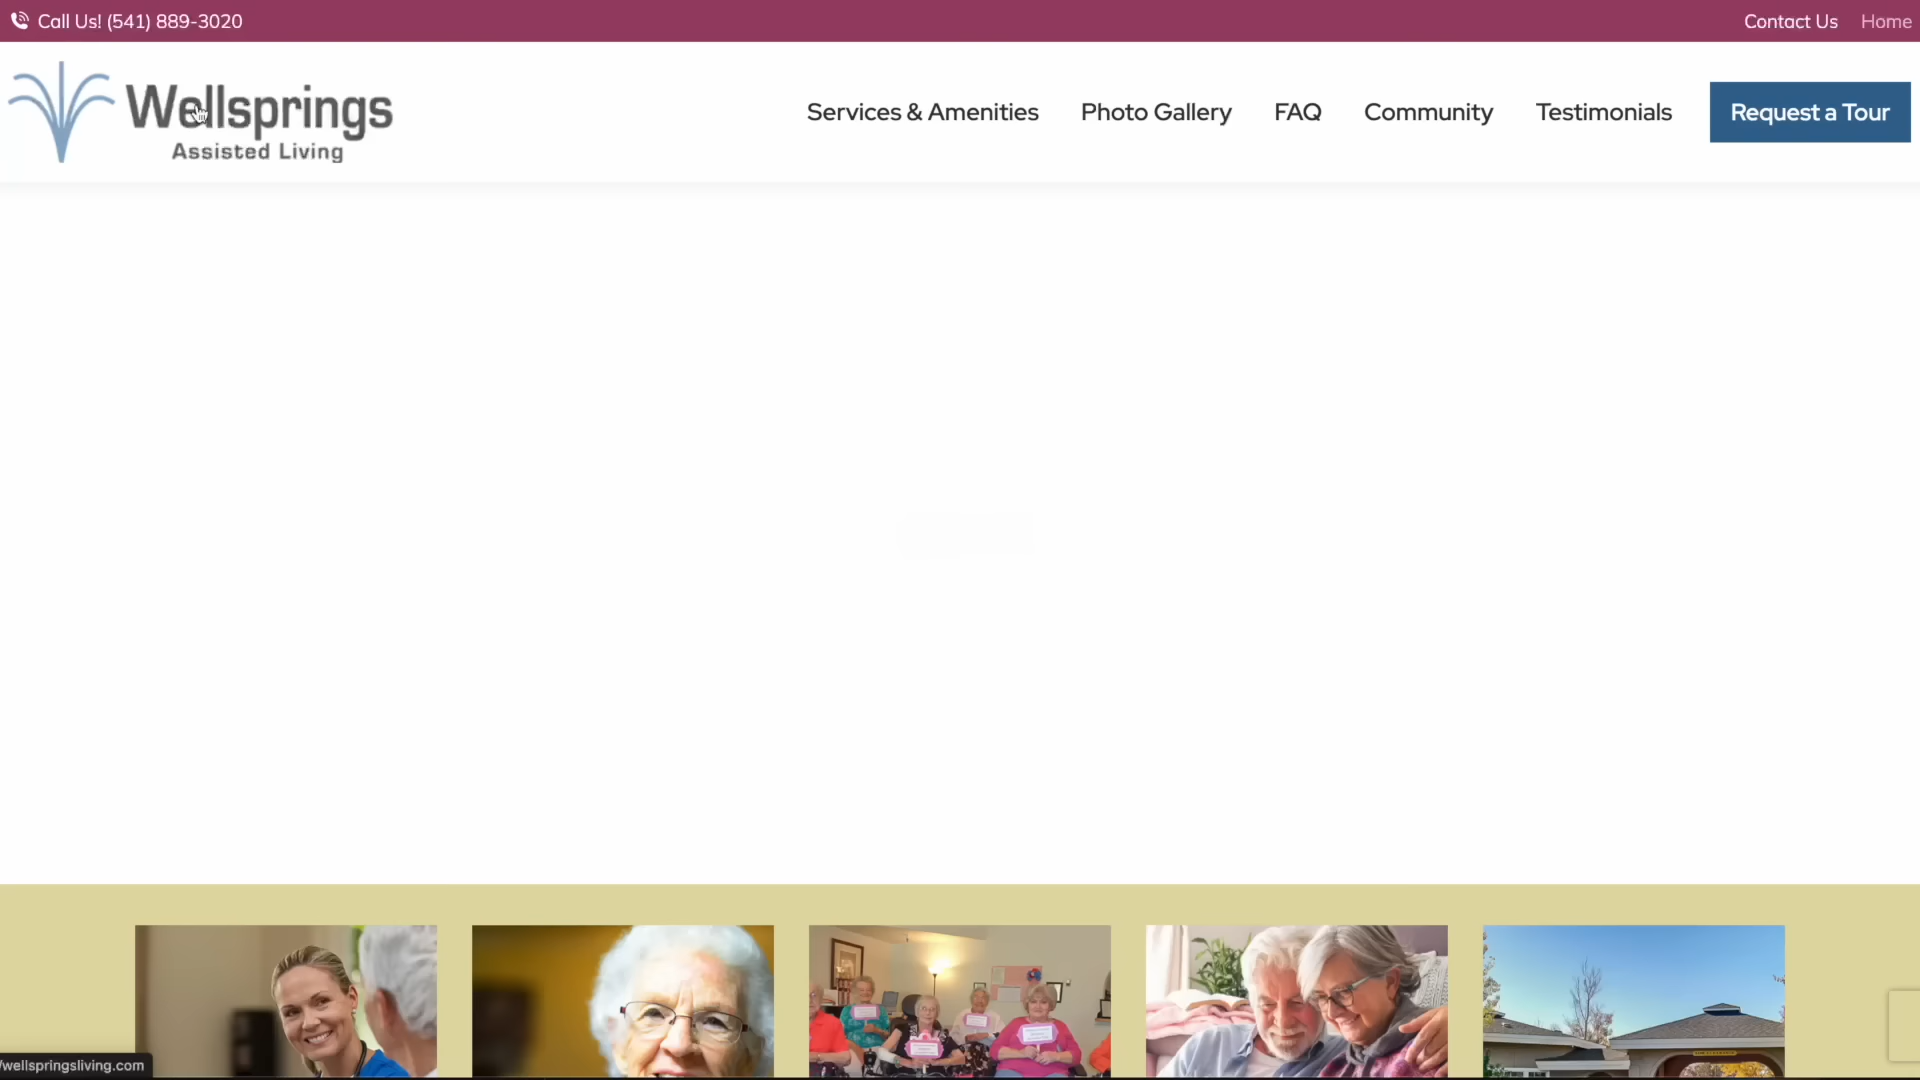 Call Us! (541) 889-3020
Contact Us
Home
Wellsprings
Assisted Living
Services & Amenities
Photo Gallery
FAQ
Community
Testimonials
Request a Tour
/wellspringsliving.com